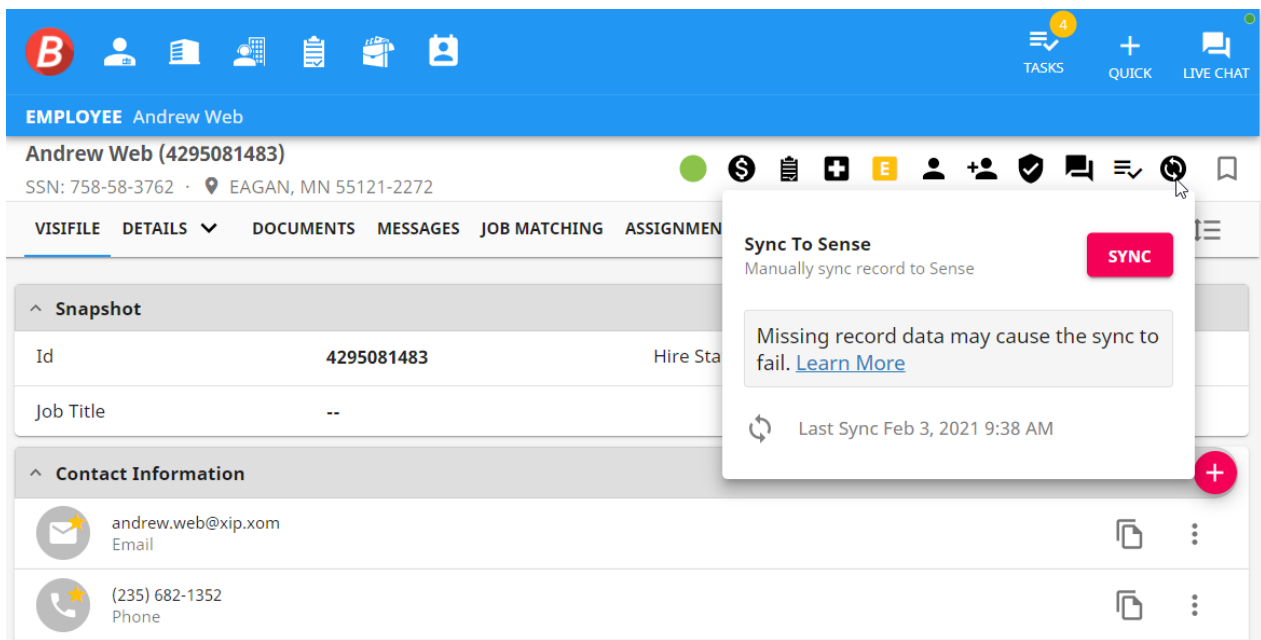 B
4
TASKS
QUICK
LIVE CHAT
EMPLOYEE Andrew Web
Andrew Web (4295081483)
SSN: 758-58-3762 · EAGAN, MN 55121-2272
E
VISIFILE DETAILS DOCUMENTS MESSAGES JOB MATCHING ASSIGNMEN
Sync To Sense
Manually sync record to Sense
SYNC
Missing record data may cause the sync to
fail. Learn More
Last Sync Feb 3, 2021 9:38 AM
Snapshot
Id 4295081483 Hire Sta
Job Title --
Contact Information
andrew.web@xip.xom
Email
(235) 682-1352
Phone